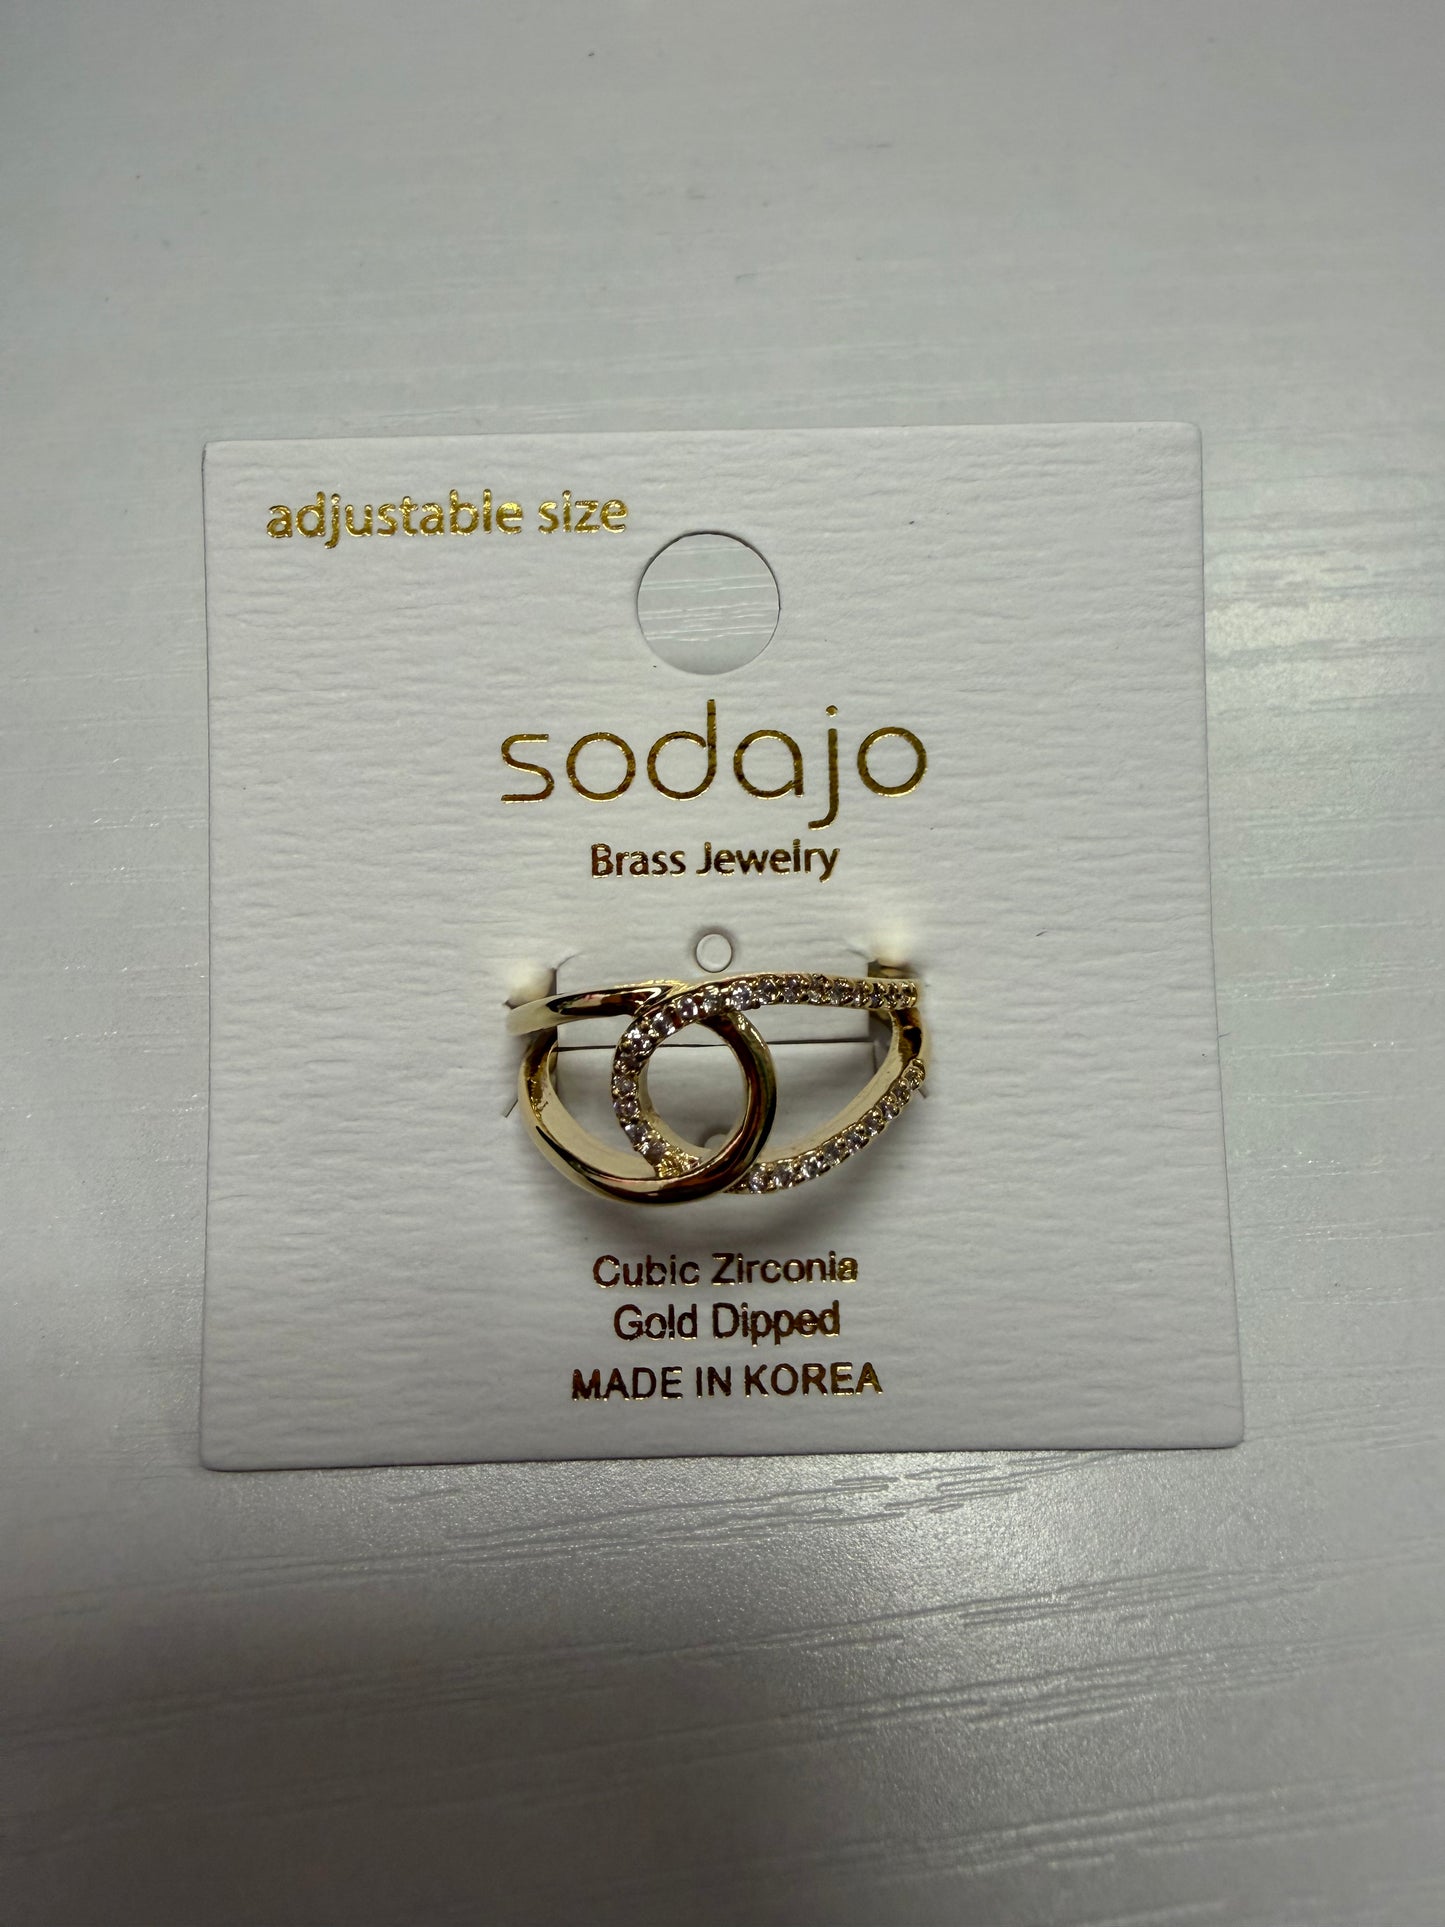 adjustable size
sodajo
Brass Jewelry
Cubic Zirconia
Gold Dipped
MADE IN KOREA